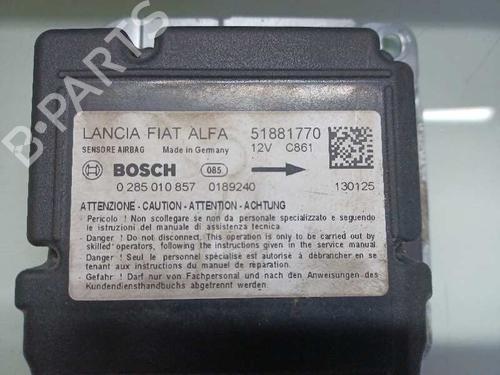 B-PARTS
LANCIA FIAT ALFA 51881770
SENSORE AIRBAG Made in Germany 12V C861
BOSCH 085
0 285 010 857 0189240 130125
ATTENZIONE - CAUTION - ATTENTION - ACHTUNG
- Pericolo ! Non scollegare se non da personale specializzato e seguendo
le istruzioni del manuale di assistenza tecnica.
- Danger ! Do not disconnect. This operation is only to be carried out by
skilled operators, following the instructions given in the service manual.
- Danger ! Seul le personnel spécialisé est autorisé à débrancher en se
tenant aux instructions du manuel de réparation.
- Gefahr ! Darf nur von Fachpersonal und nach den Anweisungen des
Kundendiensthandbuchs abgetrennt werden.